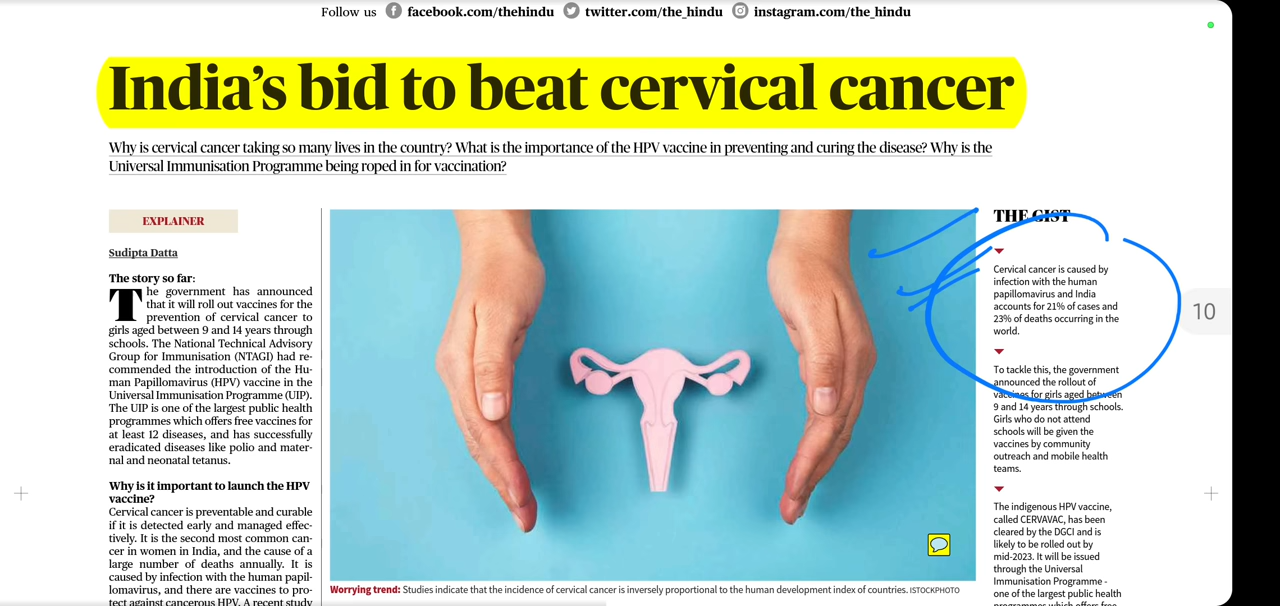 Follow us facebook.com/thehindu twitter.com/the_hindu instagram.com/the_hindu
India's bid to beat cervical cancer
Why is cervical cancer taking so many lives in the country? What is the importance of the HPV vaccine in preventing and curing the disease? Why is the
Universal Immunisation Programme being roped in for vaccination?
EXPLAINER
Sudipta Datta
The story so far:
The government has announced
that it will roll out vaccines for the
prevention of cervical cancer to
girls aged between 9 and 14 years through
schools. The National Technical Advisory
Group for Immunisation (NTAGI) had re-
commended the introduction of the Hu-
man Papillomavirus (HPV) vaccine in the
Universal Immunisation Programme (UIP).
The UIP is one of the largest public health
programmes which offers free vaccines for
at least 12 diseases, and has successfully
eradicated diseases like polio and mater-
nal and neonatal tetanus.
Why is it important to launch the HPV
vaccine?
Cervical cancer is preventable and curable
if it is detected early and managed effec-
tively. It is the second most common can-
cer in women in India, and the cause of a
large number of deaths annually. It is
caused by infection with the human papil-
lomavirus, and there are vaccines to pro-
tect against cancerous HPV. A recent study
Worrying trend: Studies indicate that the incidence of cervical cancer is inversely proportional to the human development index of countries. ISTOCKPHOTO
THE GIST
Cervical cancer is caused by
infection with the human
papillomavirus and India
accounts for 21% of cases and
23% of deaths occurring in the
world.
To tackle this, the government
announced the rollout of
vaccines for girls aged between
9 and 14 years through schools.
Girls who do not attend
schools will be given the
vaccines by community
outreach and mobile health
teams.
The indigenous HPV vaccine,
called CERVAVAC, has been
cleared by the DGCI and is
likely to be rolled out by
mid-2023. It will be issued
through the Universal
Immunisation Programme -
one of the largest public health
programmes which offers free
10